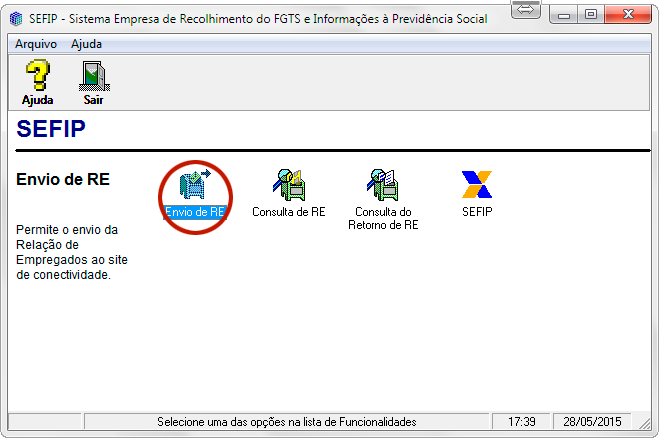 SEFIP - Sistema Empresa de Recolhimento do FGTS e Informações à Previdência Social
Arquivo Ajuda
Ajuda Sair
SEFIP
Envio de RE
Permite o envio da
Relação de
Empregados ao site
de conectividade.
Envio de RE Consulta de RE Consulta do SEFIP
Retorno de RE
Selecione uma das opções na lista de Funcionalidades 17:39 28/05/2015